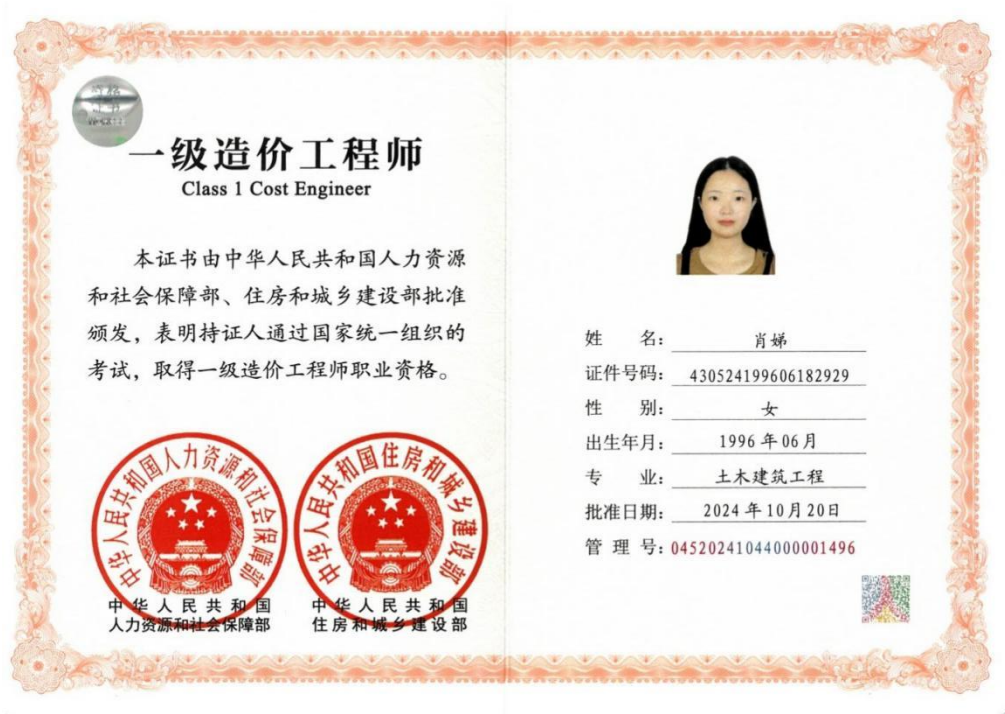 一级造价工程师
Class 1 Cost Engineer
本证书由中华人民共和国人力资源
和社会保障部、住房和城乡建设部批准
颁发，表明持证人通过国家统一组织的
考试，取得一级造价工程师职业资格。
中华人民共和国人力资源和社会保障部
中华人民共和国住房和城乡建设部
中华人民共和国
人力资源和社会保障部
中华人民共和国
住房和城乡建设部
姓 名： 肖娣
证件号码： 430524199606182929
性 别： 女
出生年月： 1996年06月
专 业： 土木建筑工程
批准日期： 2024年10月20日
管 理 号： 04520241044000001496